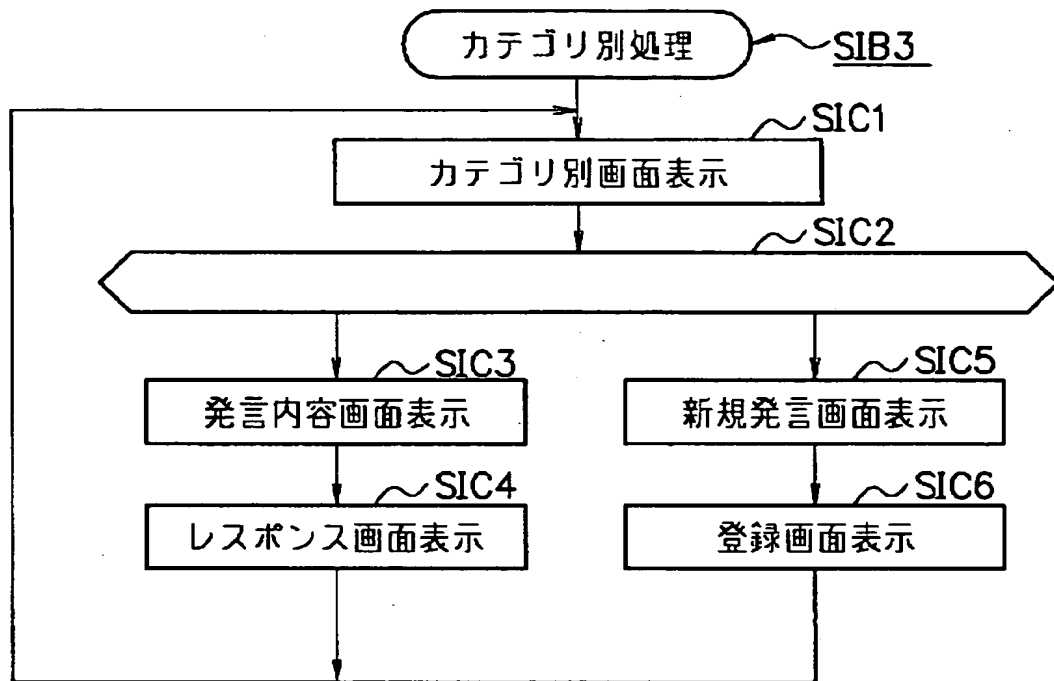 カテゴリ別処理
SIB3
SIC1
カテゴリ別画面表示
SIC2
SIC3
発言内容画面表示
SIC5
新規発言画面表示
SIC4
レスポンス画面表示
SIC6
登録画面表示